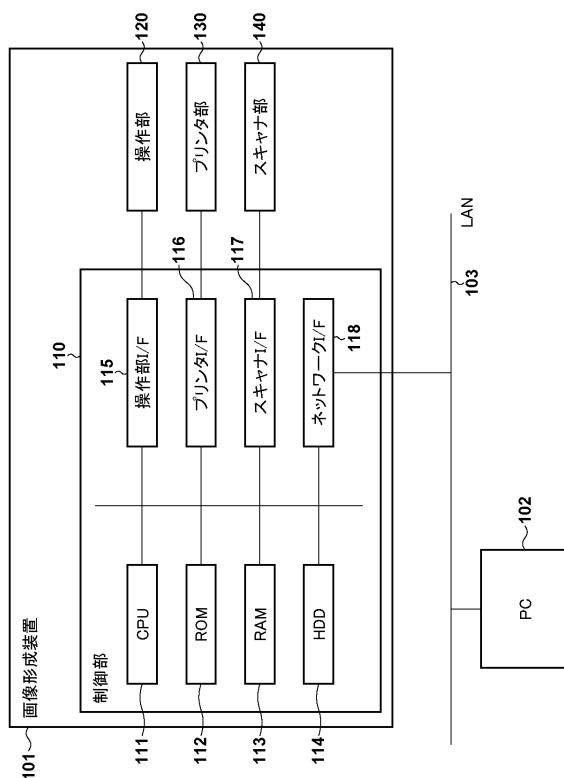 101
画像形成装置
110
制御部
111
CPU
112
ROM
113
RAM
114
HDD
115
操作部I/F
116
プリンタI/F
117
スキャナI/F
118
ネットワークI/F
120
操作部
130
プリンタ部
140
スキャナ部
102
PC
103
LAN